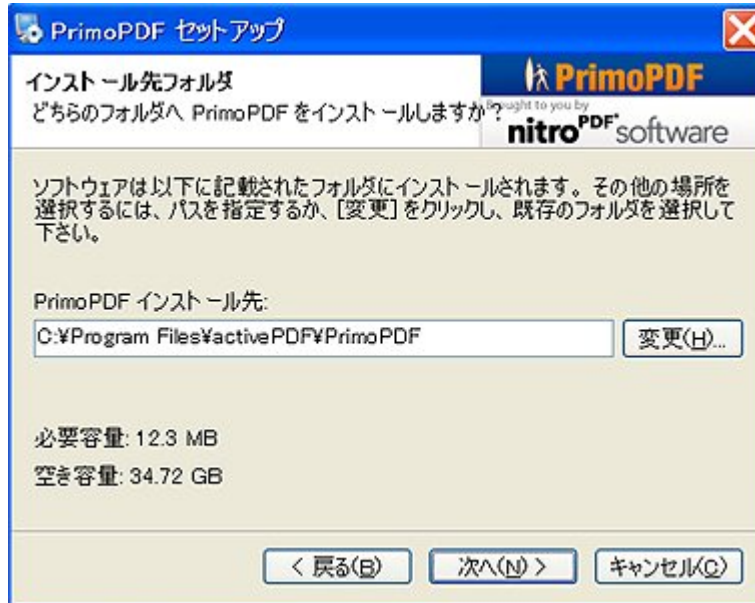 PrimoPDF セットアップ
インストール先フォルダ
どちらのフォルダへ PrimoPDF をインストールしますか?
PrimoPDF
Brought to you by
nitroPDF software
ソフトウェアは以下に記載されたフォルダにインストールされます。その他の場所を
選択するには、パスを指定するか、[変更]をクリックし、既存のフォルダを選択して
下さい。
PrimoPDF インストール先:
C:¥Program Files¥activePDF¥PrimoPDF
変更(H)...
必要容量: 12.3 MB
空き容量: 34.72 GB
< 戻る(B)
次へ(N) >
キャンセル(C)